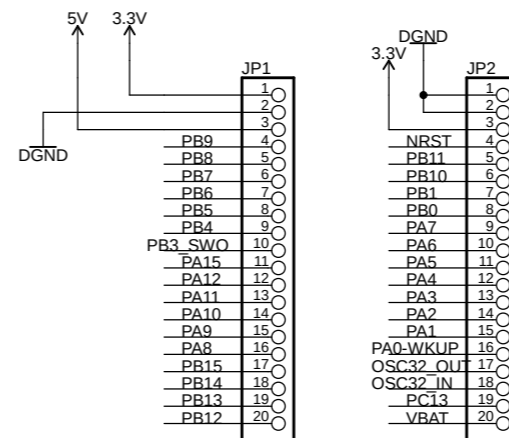 5V 3.3V
DGND
JP1
1
2
3
DGND
PB9 4
PB8 5
PB7 6
PB6 7
PB5 8
PB4 9
PB3_SWO 10
PA15 11
PA12 12
PA11 13
PA10 14
PA9 15
PA8 16
PB15 17
PB14 18
PB13 19
PB12 20
DGND
3.3V
JP2
1
2
3
NRST 4
PB11 5
PB10 6
PB1 7
PB0 8
PA7 9
PA6 10
PA5 11
PA4 12
PA3 13
PA2 14
PA1 15
PA0-WKUP 16
OSC32_OUT 17
OSC32_IN 18
PC13 19
VBAT 20